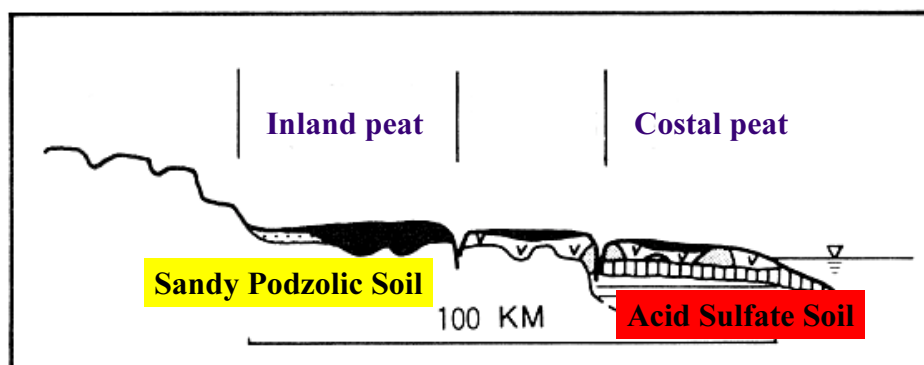 Inland peat
Costal peat
Sandy Podzolic Soil
100 KM
Acid Sulfate Soil